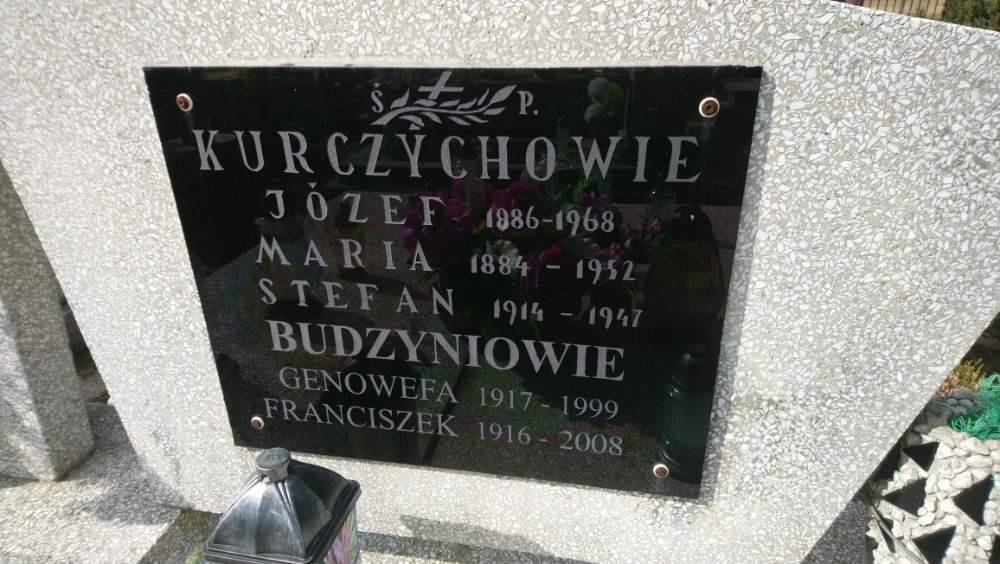 Ś P.
KURCZYCHOWIE
JÓZEF 1886-1968
MARIA 1884 - 1952
STEFAN 1914 - 1947
BUDZYNIOWIE
GENOWEFA 1917 - 1999
FRANCISZEK 1916 - 2008